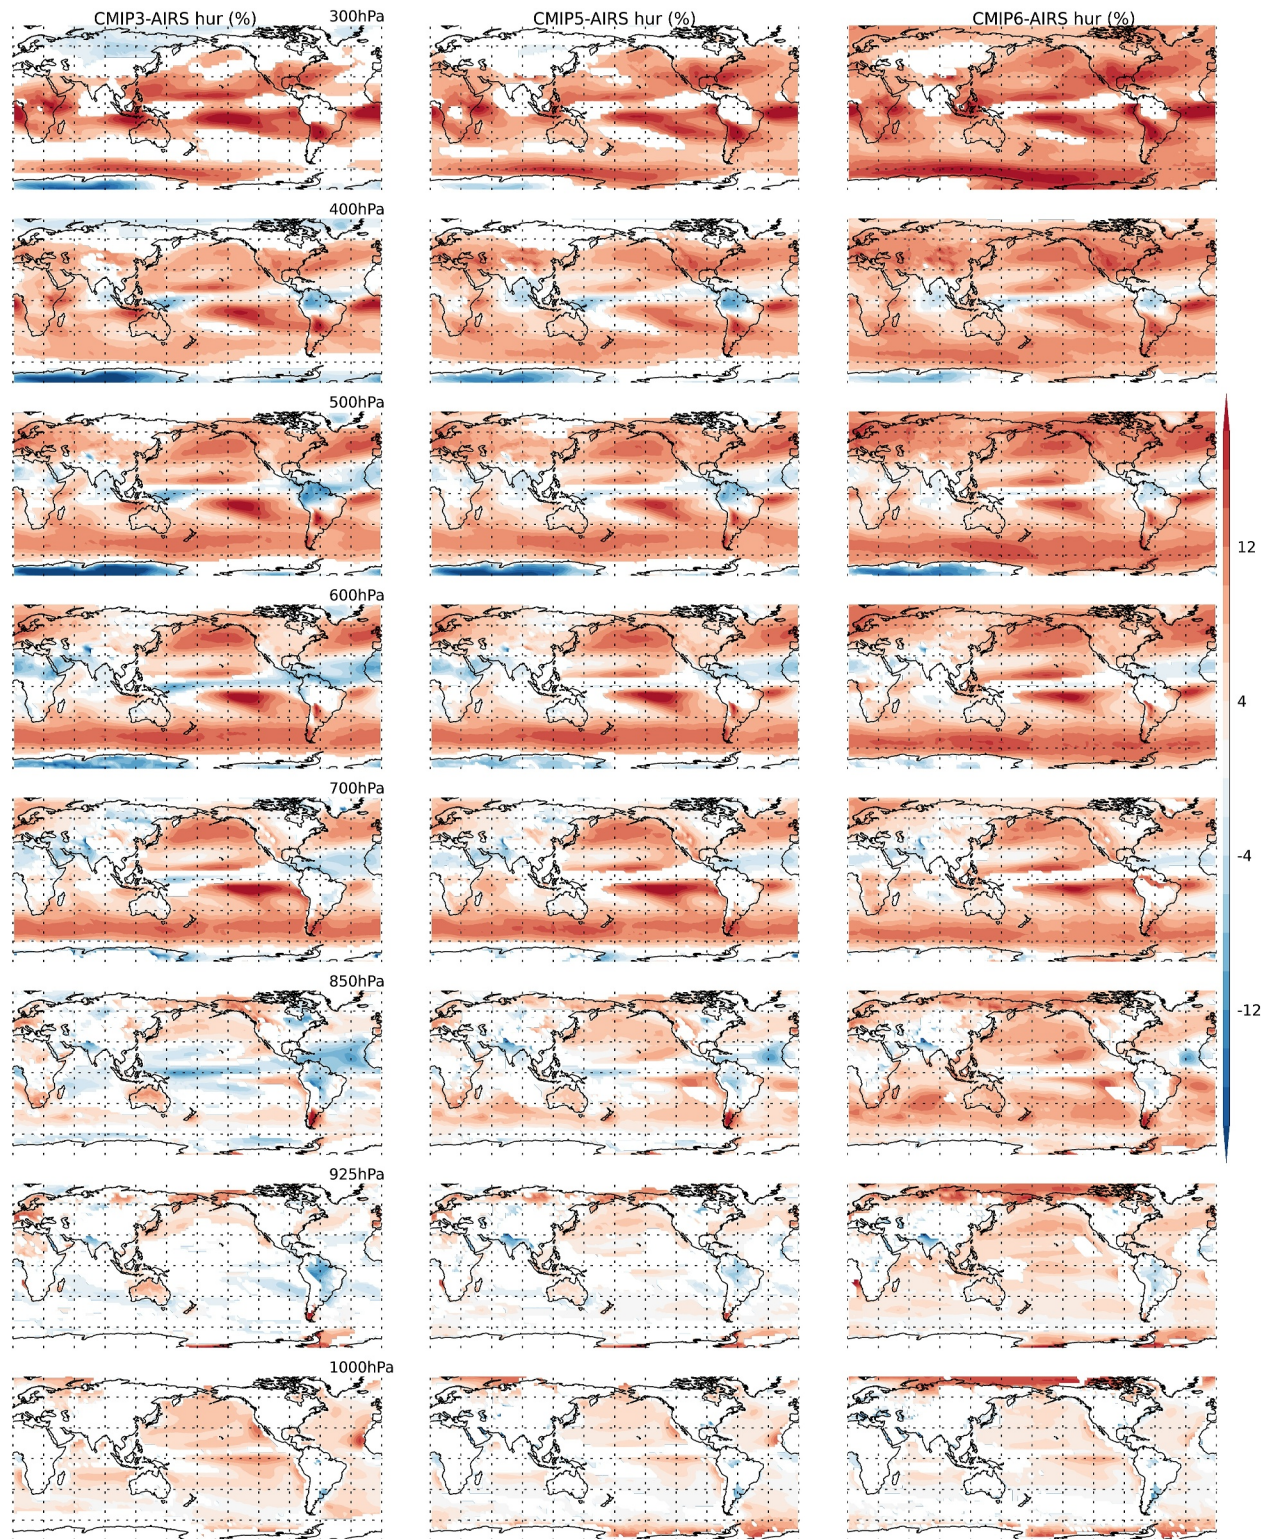 CMIP3-AIRS hur (%)
300hPa
CMIP5-AIRS hur (%)
CMIP6-AIRS hur (%)
400hPa
500hPa
12
600hPa
4
700hPa
-4
850hPa
-12
925hPa
1000hPa